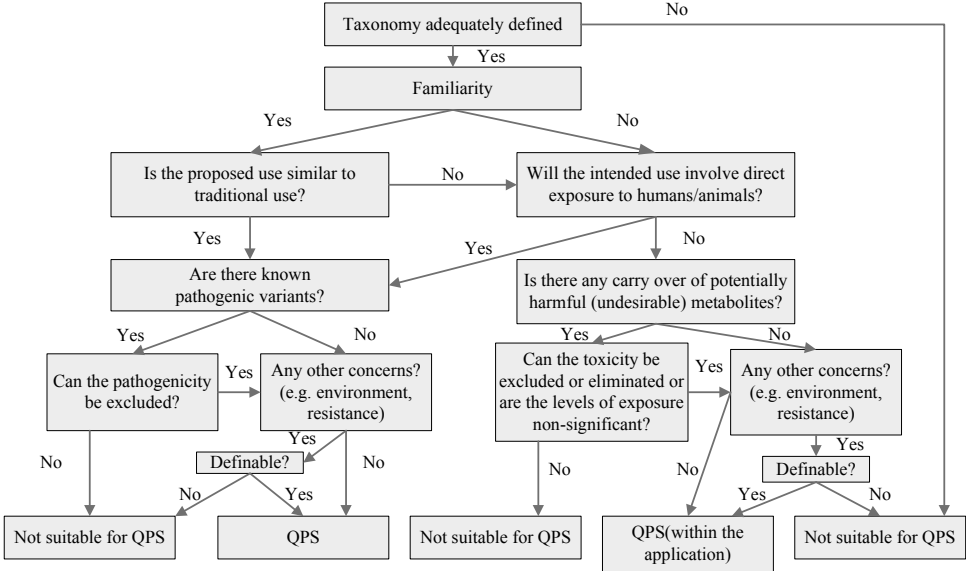 No
Taxonomy adequately defined
Yes
Familiarity
Yes
No
Is the proposed use similar to
traditional use?
No
Will the intended use involve direct
exposure to humans/animals?
Yes
Yes
No
Are there known
pathogenic variants?
Is there any carry over of potentially
harmful (undesirable) metabolites?
Yes
No
Yes
No
Can the pathogenicity
be excluded?
Yes
Any other concerns?
(e.g. environment,
resistance)
Can the toxicity be
excluded or eliminated or
are the levels of exposure
non-significant?
Yes
Any other concerns?
(e.g. environment,
resistance)
No
Yes
Definable?
No
No
Yes
No
No
Yes
Definable?
Yes
No
Not suitable for QPS
QPS
Not suitable for QPS
QPS(within the
application)
Not suitable for QPS